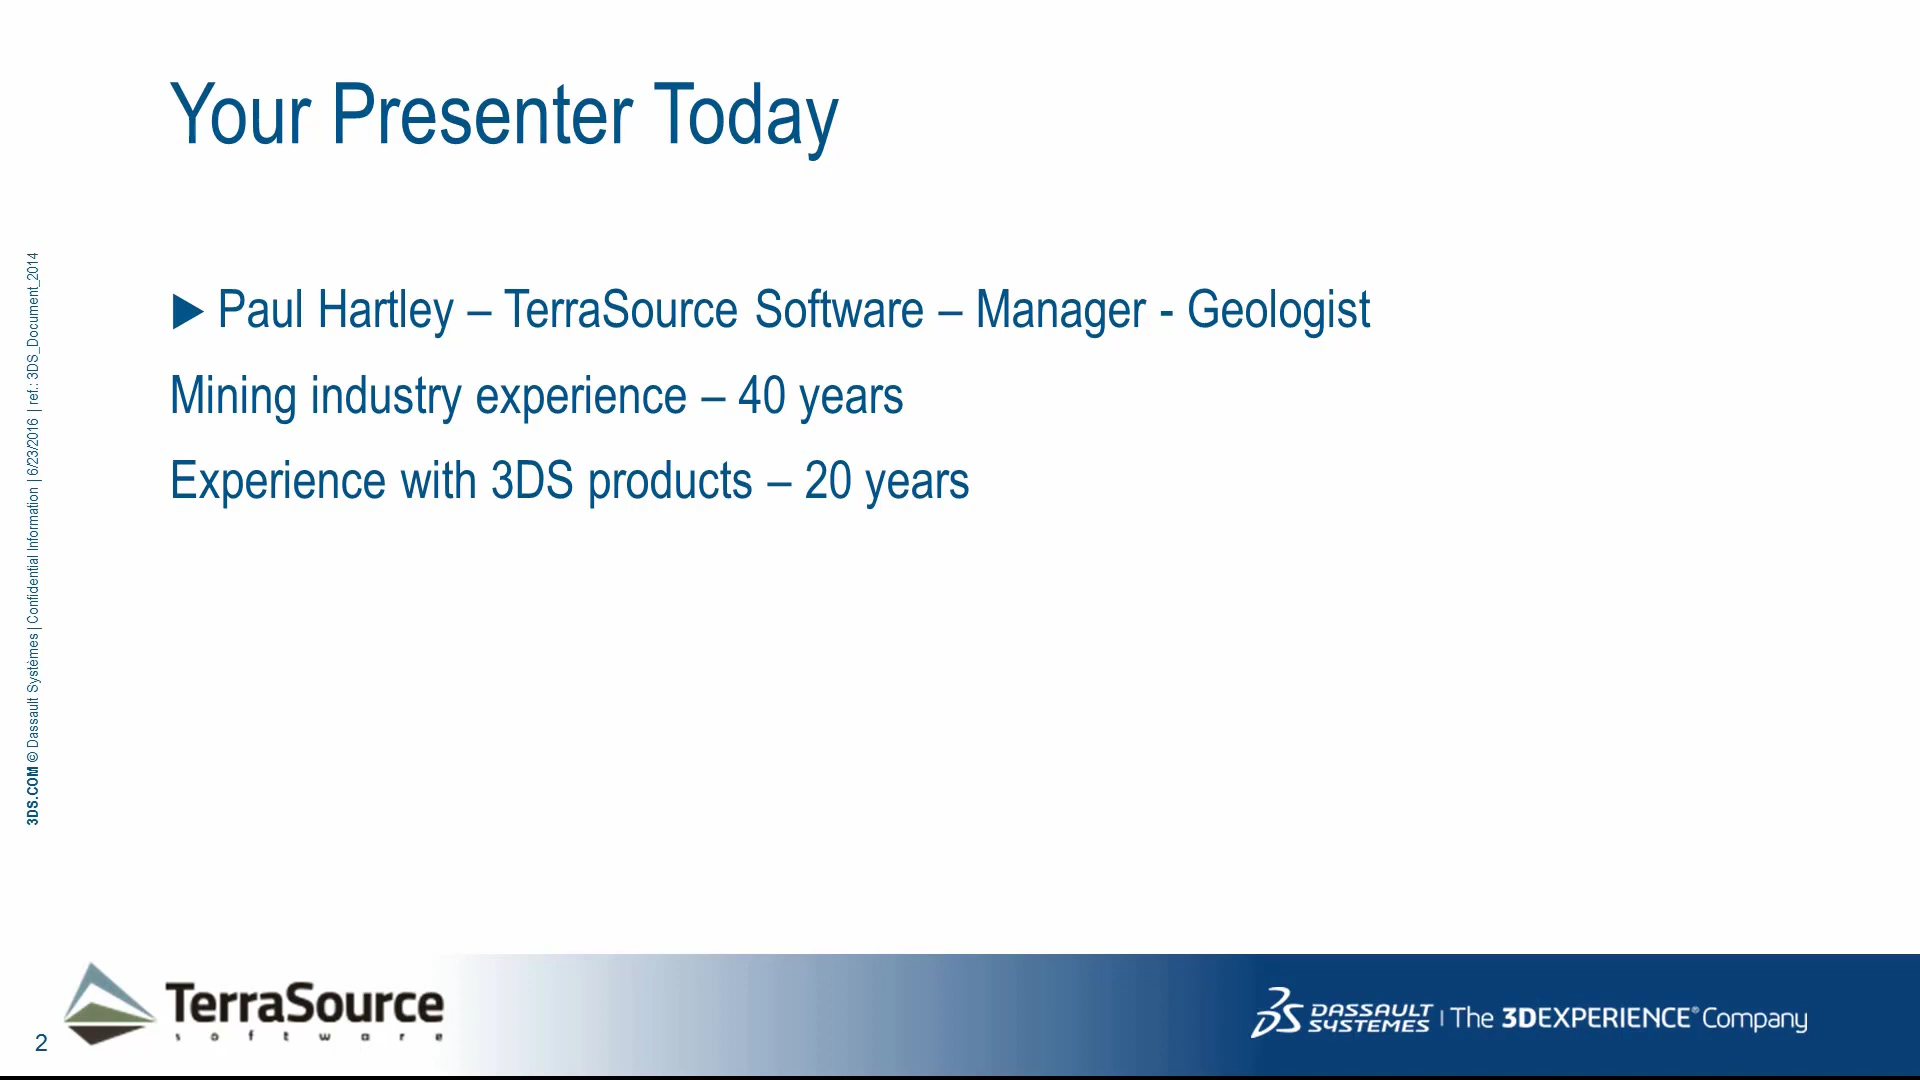 Your Presenter Today
▶ Paul Hartley – TerraSource Software – Manager - Geologist
Mining industry experience – 40 years
Experience with 3DS products – 20 years
3DS.COM © Dassault Systèmes | Confidential Information | 6/23/2016 | ref.: 3DS_Document_2014
2
TerraSource
software
DASSAULT SYSTEMES | The 3DEXPERIENCE® Company